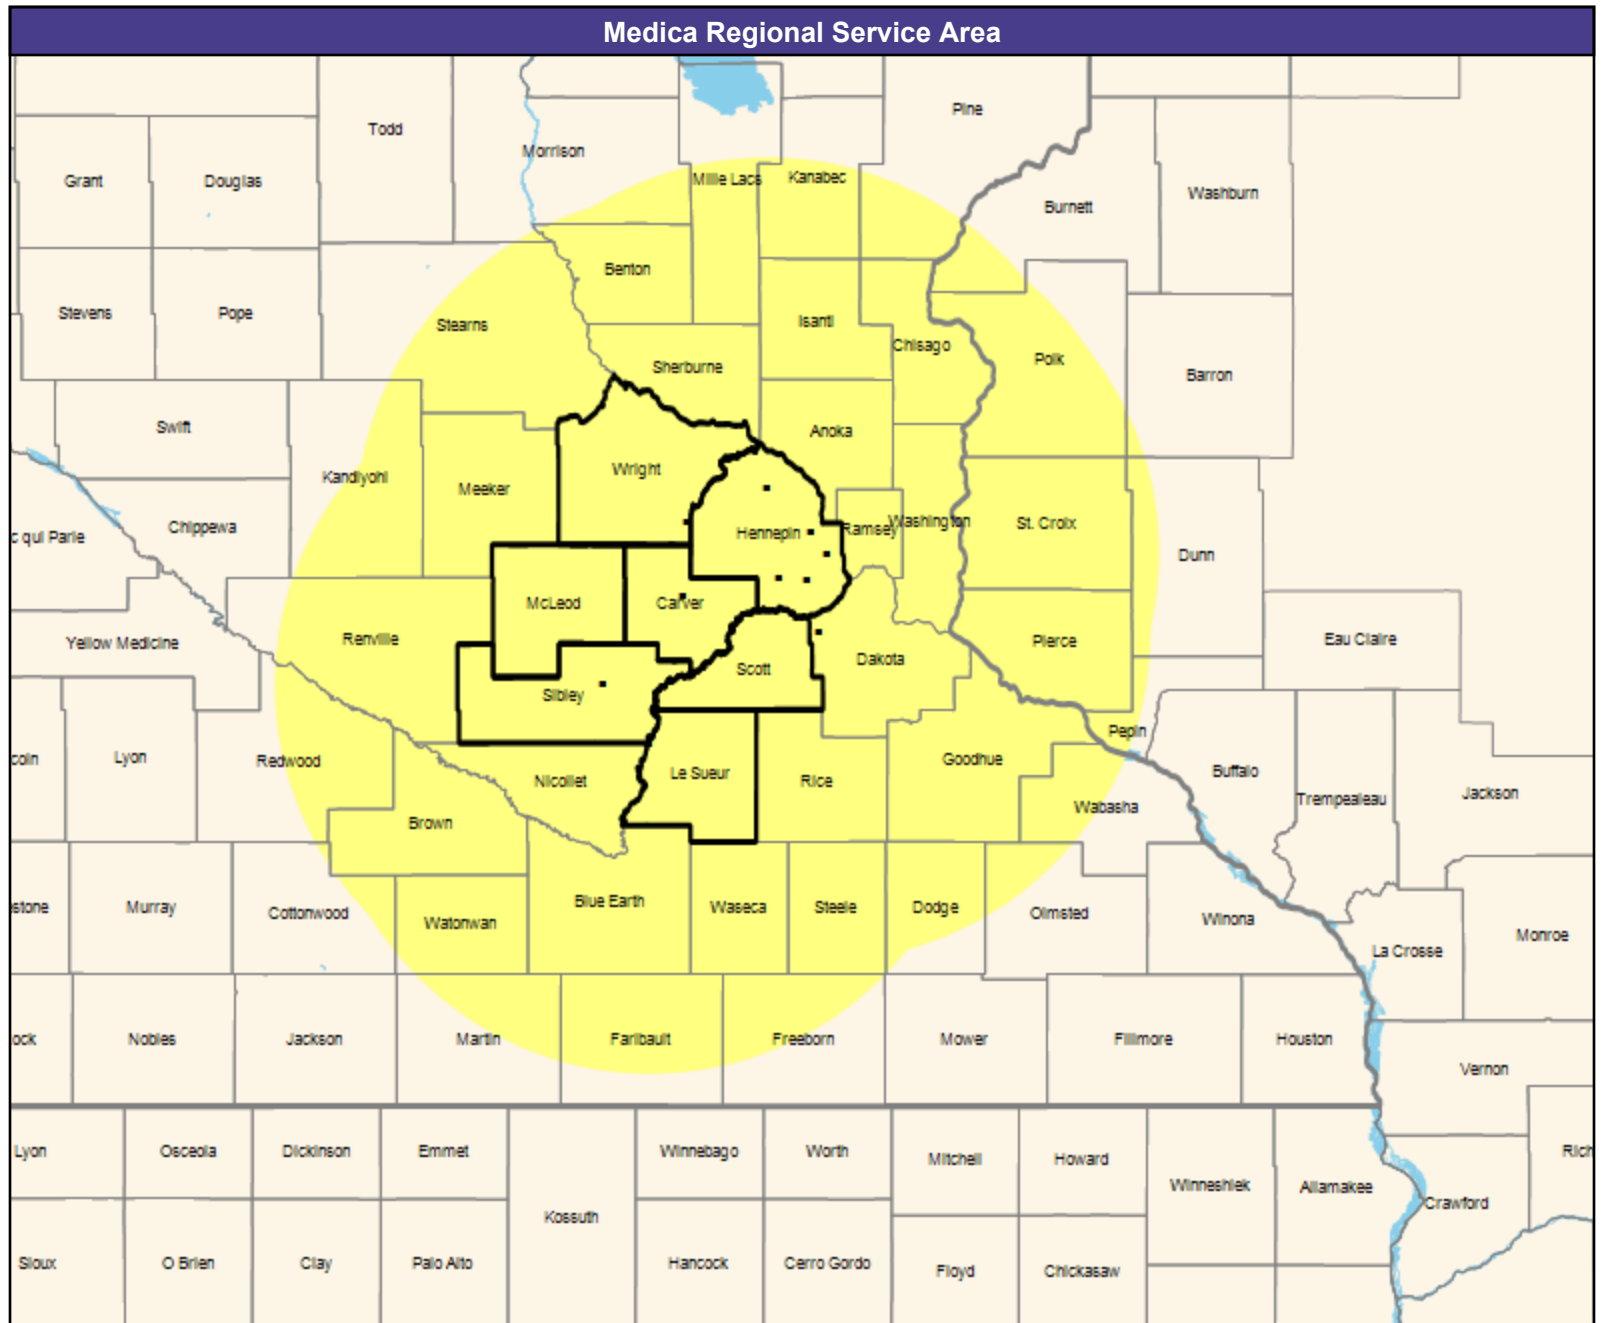 Medica Regional Service Area
Pine
Todd
Morrison
Grant
Douglas
Mille Lacs
Kanabec
Burnett
Washburn
Benton
Stevens
Pope
Stearns
Isanti
Chisago
Sherburne
Polk
Barron
Swift
Anoka
Kandiyohi
Wright
Meeker
Chippewa
c qui Parle
Hennepin
Ramsey
Washington
St. Croix
Dunn
McLeod
Carver
Yellow Medicine
Renville
Scott
Dakota
Pierce
Eau Claire
Sibley
coln
Lyon
Redwood
Nicollet
Le Sueur
Rice
Goodhue
Pepin
Buffalo
Trempealeau
Jackson
Brown
Wabasha
stone
Murray
Cottonwood
Watonwan
Blue Earth
Waseca
Steele
Dodge
Olmsted
Winona
La Crosse
Monroe
ock
Nobles
Jackson
Martin
Faribault
Freeborn
Mower
Fillmore
Houston
Vernon
Lyon
Osceola
Dickinson
Emmet
Winnebago
Worth
Mitchell
Howard
Winneshiek
Allamakee
Crawford
Rich
Kossuth
Sioux
O Brien
Clay
Palo Alto
Hancock
Cerro Gordo
Floyd
Chickasaw